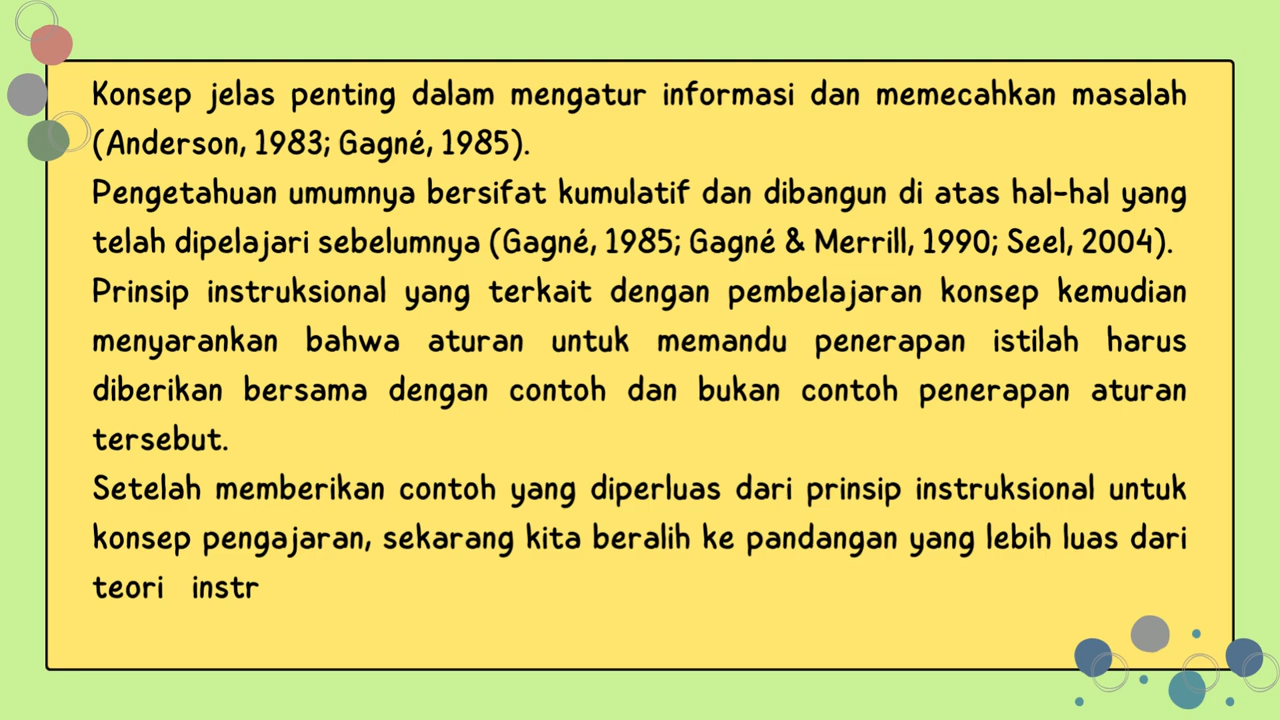 Konsep jelas penting dalam mengatur informasi dan memecahkan masalah
(Anderson, 1983; Gagné, 1985).
Pengetahuan umumnya bersifat kumulatif dan dibangun di atas hal-hal yang
telah dipelajari sebelumnya (Gagné, 1985; Gagné & Merrill, 1990; Seel, 2004).
Prinsip instruksional yang terkait dengan pembelajaran konsep kemudian
menyarankan bahwa aturan untuk memandu penerapan istilah harus
diberikan bersama dengan contoh dan bukan contoh penerapan aturan
tersebut.
Setelah memberikan contoh yang diperluas dari prinsip instruksional untuk
konsep pengajaran, sekarang kita beralih ke pandangan yang lebih luas dari
teori instr